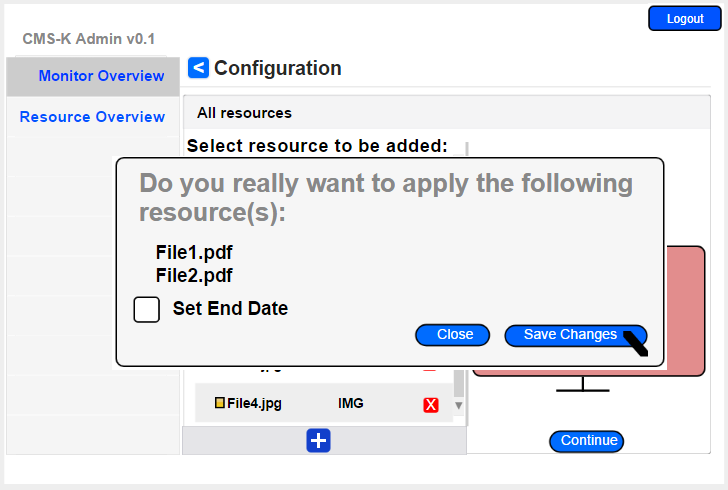 Logout
CMS-K Admin v0.1
Monitor Overview
Resource Overview
< Configuration
All resources
Select resource to be added:
Do you really want to apply the following
resource(s):
File1.pdf
File2.pdf
Set End Date
Close Save Changes
File4.jpg IMG X
+
Continue